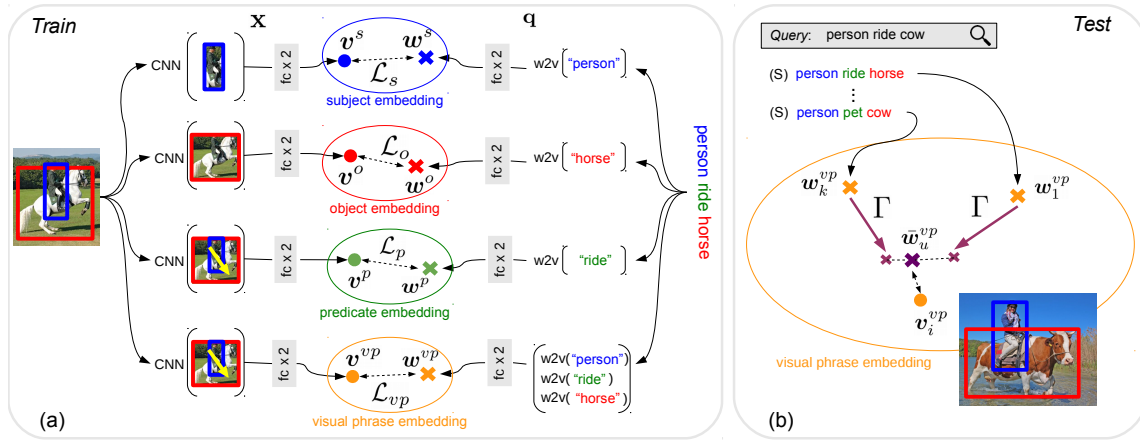 Train
x
q
CNN
fc x 2
v^s
w^s
L_s
subject embedding
fc x 2
w2v ( “person” )
CNN
fc x 2
v^o
L_o
w^o
object embedding
fc x 2
w2v ( “horse” )
person ride horse
CNN
fc x 2
v^p
L_p
w^p
predicate embedding
fc x 2
w2v ( “ride” )
CNN
fc x 2
v^{vp}
w^{vp}
L_{vp}
visual phrase embedding
fc x 2
w2v( “person” )
w2v( “ride” )
w2v( “horse” )
(a)
Test
Query: person ride cow
(S) person ride horse
⋮
(S) person pet cow
w_k^{vp}
w_1^{vp}
Γ
Γ
w̄_u^{vp}
v_i^{vp}
visual phrase embedding
(b)